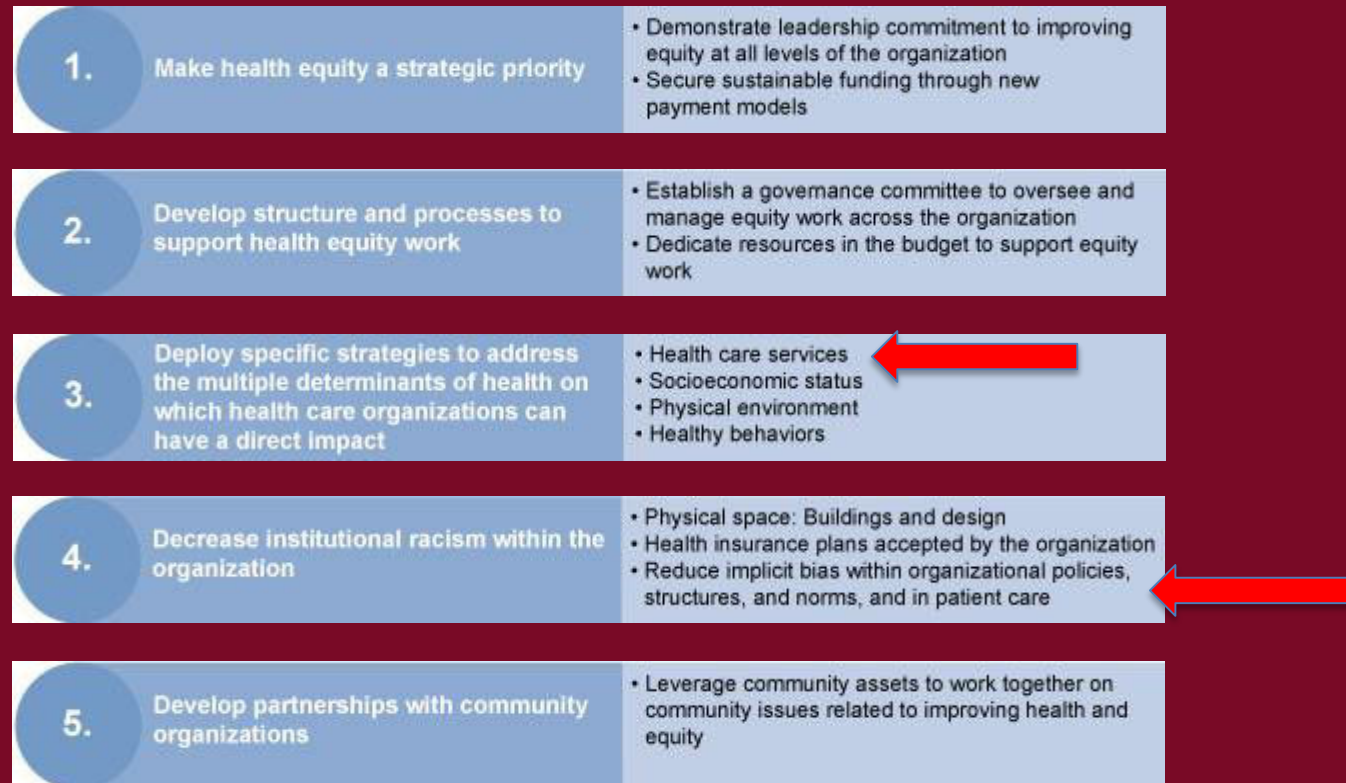 1.
Make health equity a strategic priority
• Demonstrate leadership commitment to improving
equity at all levels of the organization
• Secure sustainable funding through new
payment models
2.
Develop structure and processes to
support health equity work
• Establish a governance committee to oversee and
manage equity work across the organization
• Dedicate resources in the budget to support equity
work
3.
Deploy specific strategies to address
the multiple determinants of health on
which health care organizations can
have a direct impact
• Health care services
• Socioeconomic status
• Physical environment
• Healthy behaviors
4.
Decrease institutional racism within the
organization
• Physical space: Buildings and design
• Health insurance plans accepted by the organization
• Reduce implicit bias within organizational policies,
structures, and norms, and in patient care
5.
Develop partnerships with community
organizations
• Leverage community assets to work together on
community issues related to improving health and
equity